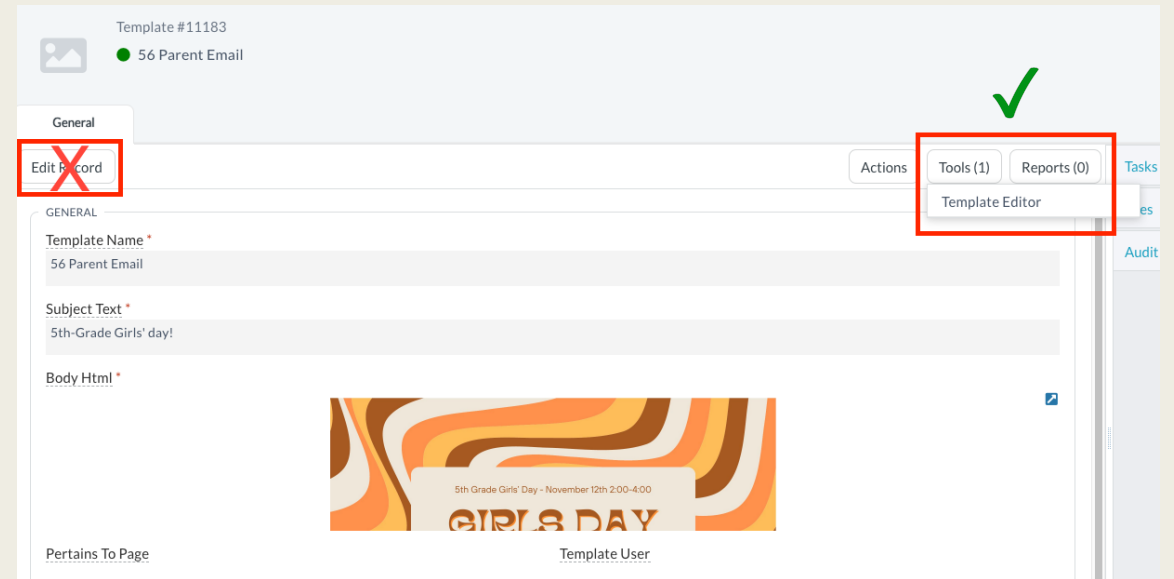 Template #11183
56 Parent Email
General
Edit Record
X
Actions
Tools (1)
Reports (0)
Tasks
Template Editor
Audit
GENERAL
Template Name *
56 Parent Email
Subject Text *
5th-Grade Girls' day!
Body Html *
5th Grade Girls' Day - November 12th 2:00-4:00
GIRLS DAY
Pertains To Page
Template User